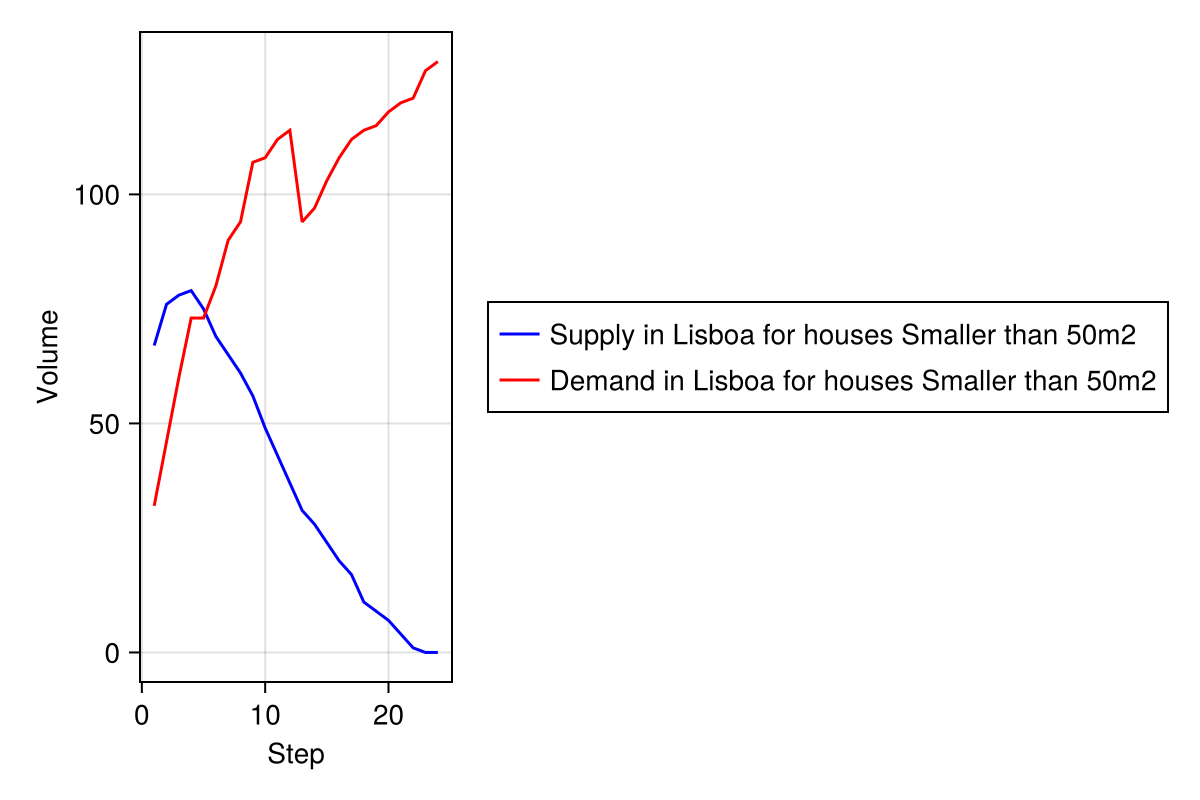 Volume
100
50
0
0
10
20
Step
Supply in Lisboa for houses Smaller than 50m2
Demand in Lisboa for houses Smaller than 50m2